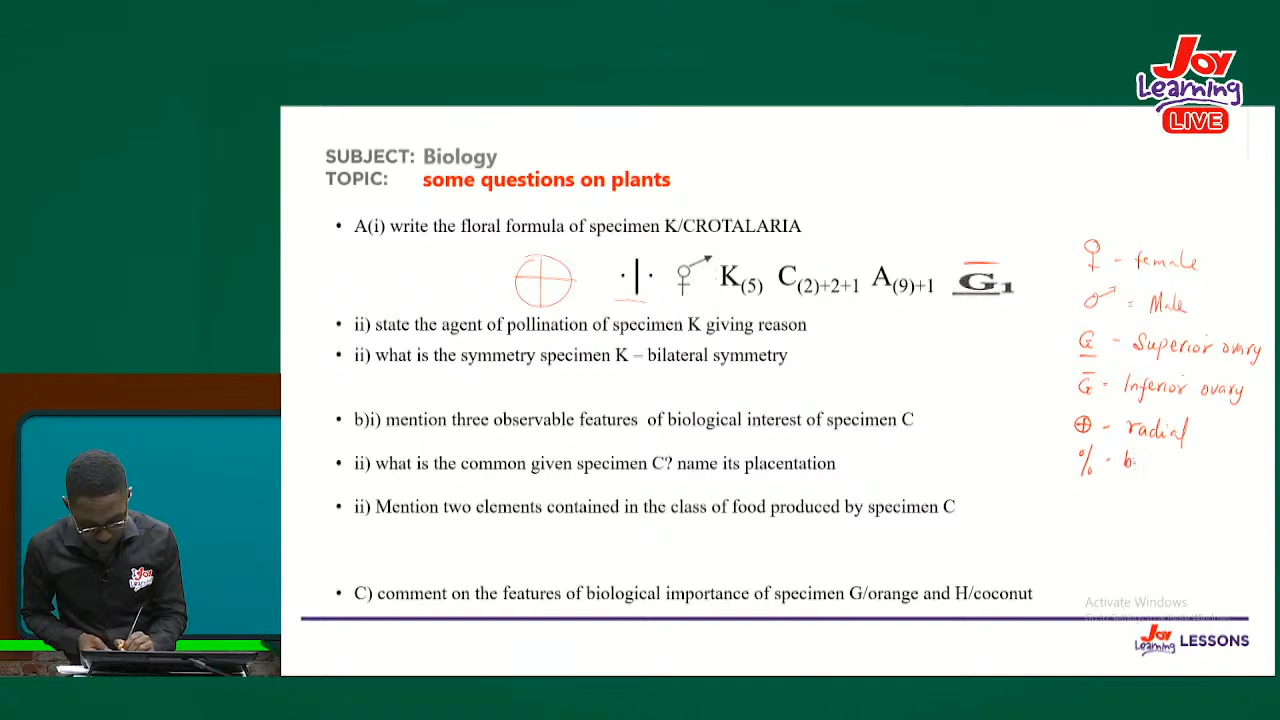 Joy
Learning
LIVE
SUBJECT: Biology
TOPIC: some questions on plants
• A(i) write the floral formula of specimen K/CROTALARIA
⊕ ·|· ⚥ K(5) C(2)+2+1 A(9)+1 G1
• ii) state the agent of pollination of specimen K giving reason
• ii) what is the symmetry specimen K – bilateral symmetry
• b)i) mention three observable features of biological interest of specimen C
• ii) what is the common given specimen C? name its placentation
• ii) Mention two elements contained in the class of food produced by specimen C
• C) comment on the features of biological importance of specimen G/orange and H/coconut
♀ - female
♂ = Male
G - Superior ovary
G = Inferior ovary
⊕ - radial
% - b
Activate Windows
Joy
Learning LESSONS
Joy
Learning